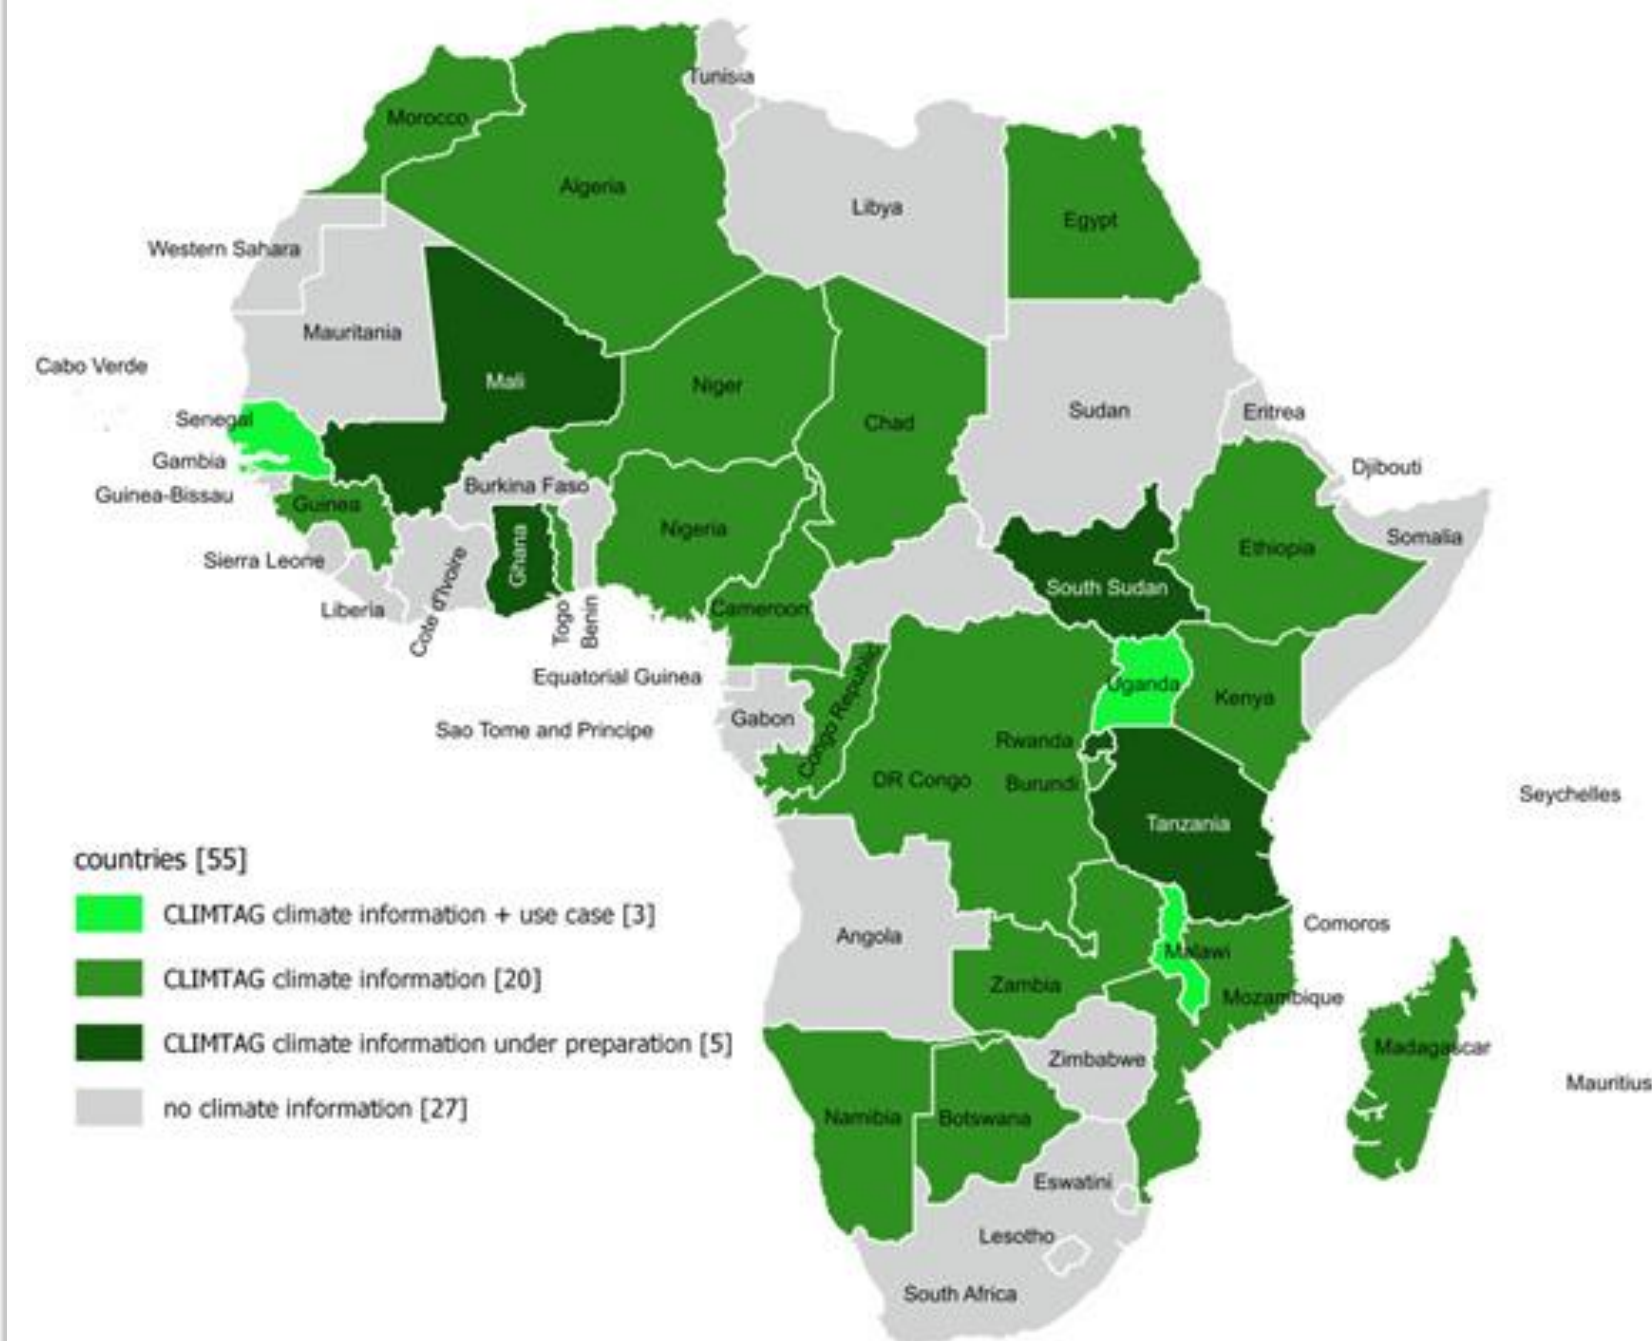 Tunisia
Morocco
Algeria
Libya
Egypt
Western Sahara
Mauritania
Cabo Verde
Mali
Niger
Chad
Sudan
Eritrea
Senegal
Gambia
Djibouti
Guinea-Bissau
Burkina Faso
Guinea
Nigeria
Somalia
Ethiopia
Ghana
Sierra Leone
South Sudan
Liberia
Cote d'Ivoire
Togo
Benin
Cameroon
Equatorial Guinea
Uganda
Kenya
Gabon
Congo Republic
Sao Tome and Principe
Rwanda
DR Congo
Burundi
Seychelles
Tanzania
countries [55]
CLIMTAG climate information + use case [3]
CLIMTAG climate information [20]
CLIMTAG climate information under preparation [5]
no climate information [27]
Comoros
Angola
Malawi
Zambia
Mozambique
Madagascar
Zimbabwe
Mauritius
Namibia
Botswana
Eswatini
Lesotho
South Africa